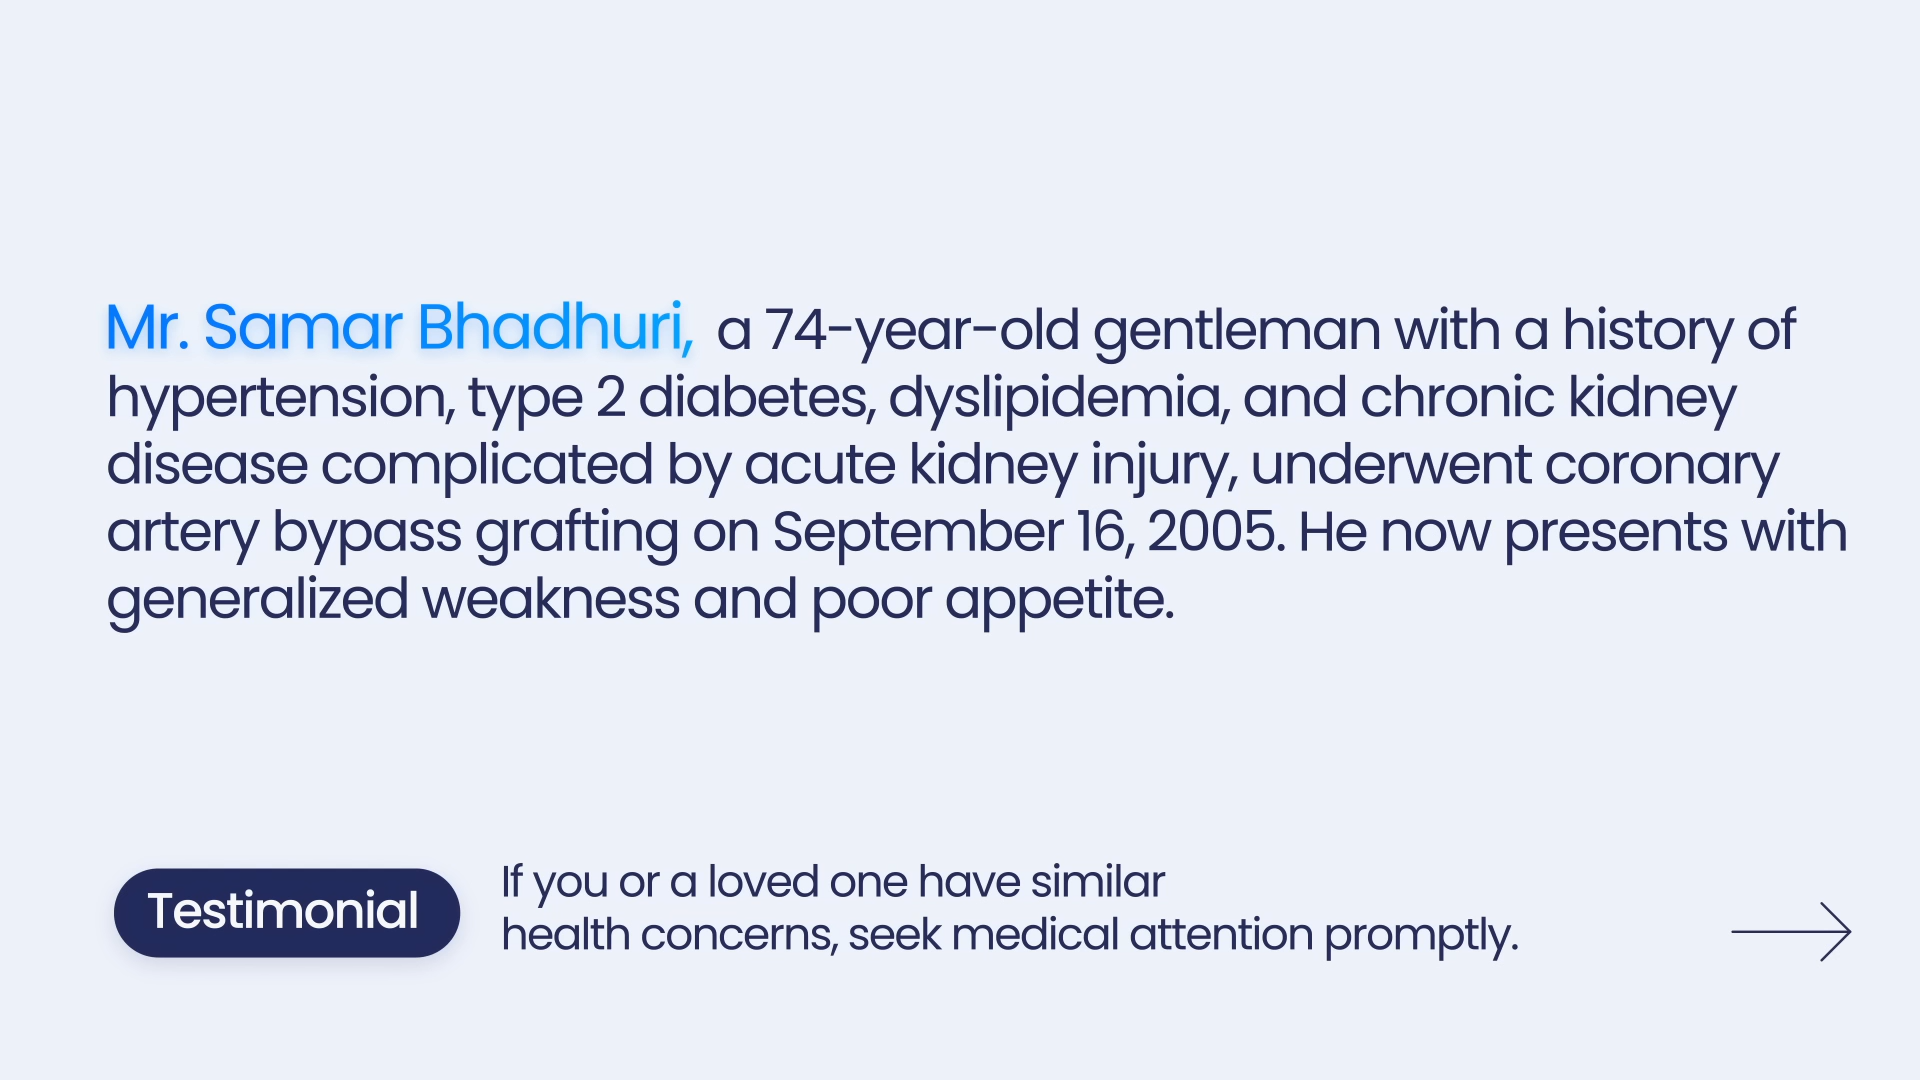 Mr. Samar Bhadhuri, a 74-year-old gentleman with a history of
hypertension, type 2 diabetes, dyslipidemia, and chronic kidney
disease complicated by acute kidney injury, underwent coronary
artery bypass grafting on September 16, 2005. He now presents with
generalized weakness and poor appetite.
Testimonial
If you or a loved one have similar
health concerns, seek medical attention promptly.